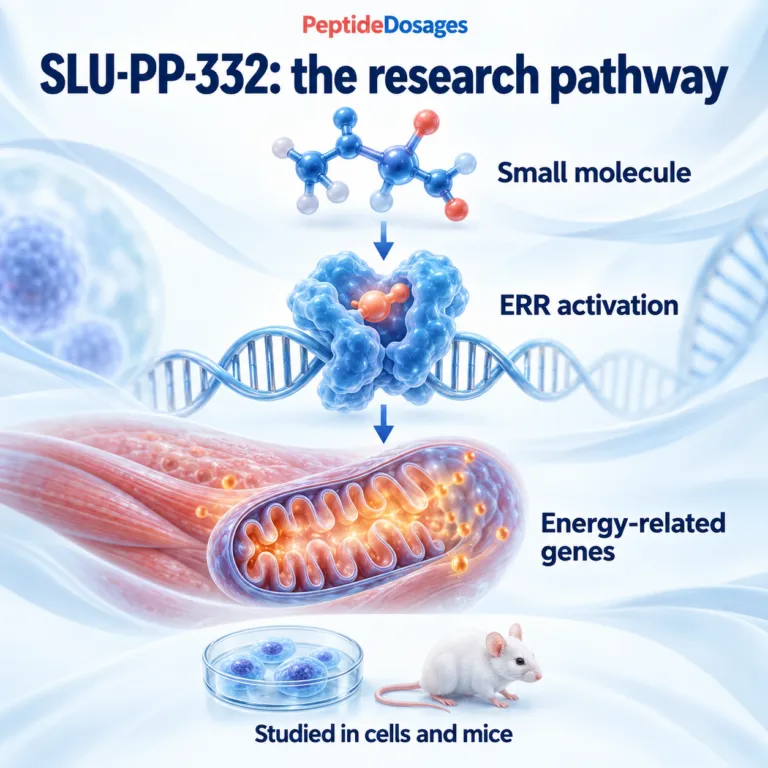 PeptideDosages
SLU-PP-332: the research pathway
Small molecule
ERR activation
Energy-related
genes
Studied in cells and mice